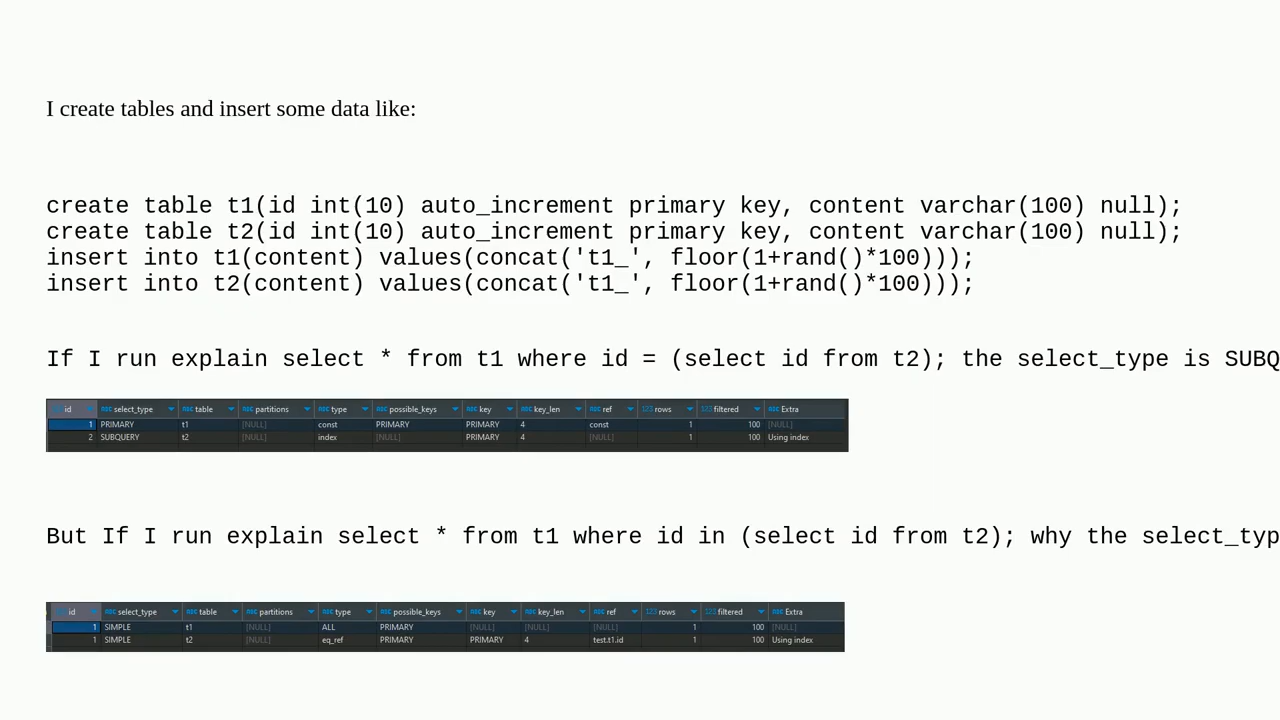 I create tables and insert some data like:
create table t1(id int(10) auto_increment primary key, content varchar(100) null);
create table t2(id int(10) auto_increment primary key, content varchar(100) null);
insert into t1(content) values(concat('t1_', floor(1+rand()*100)));
insert into t2(content) values(concat('t1_', floor(1+rand()*100)));
If I run explain select * from t1 where id = (select id from t2); the select_type is SUBQ
id select_type table partitions type possible_keys key key_len ref rows filtered Extra
1 PRIMARY t1 [NULL] const PRIMARY PRIMARY 4 const 1 100 [NULL]
2 SUBQUERY t2 [NULL] index [NULL] PRIMARY 4 [NULL] 1 100 Using index
But If I run explain select * from t1 where id in (select id from t2); why the select_typ
id select_type table partitions type possible_keys key key_len ref rows filtered Extra
1 SIMPLE t1 [NULL] ALL PRIMARY [NULL] [NULL] [NULL] 1 100 [NULL]
1 SIMPLE t2 [NULL] eq_ref PRIMARY PRIMARY 4 test.t1.id 1 100 Using index